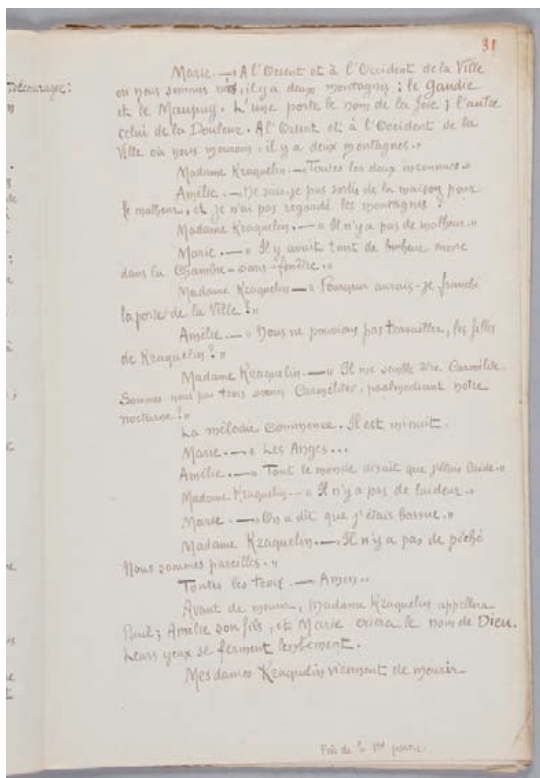 31
Marie. — A l'Orient et à l'Occident de la Ville
où nous sommes nés, il y a deux montagnes : le Gaudie
et le Maupuy. L'une porte le nom de la Joie ; l'autre
celui de la Douleur. A l'Orient et à l'Occident de la
Ville où nous mourons, il y a deux montagnes. »
Madame Kraquelin. — Toutes les deux inconnues. »
Amélie. — Ne suis-je pas sortie de la maison pour
le malheur, et je n'ai pas regardé les montagnes ?
Madame Kraquelin. — « Il n'y a pas de malheur. »
Marie. — « Il y avait tant de bonheur
dans la Chambre-sans-fenêtre. »
Madame Kraquelin — « Pourquoi aurais-je franchi
la porte de la Ville ! »
Amélie. — « Nous ne pouvions pas travailler, les filles
de Kraquelin ? »
Madame Kraquelin. — « Il me semble être Carmélite.
Sommes-nous pas trois sœurs Carmélites, psalmodiant notre
nocturne ! »
La mélodie commence. Il est minuit.
Marie. — « Les Anges...
Amélie. — « Tout le monde disait que j'étais laide. »
Madame Kraquelin. — « Il n'y a pas de laideur. »
Marie. — On a dit que j'étais bossue. »
Madame Kraquelin. — Il n'y a pas de péché
Nous sommes pareilles. »
Toutes les trois. — Amen. »
Avant de mourir, Madame Kraquelin appellera
Paul ; Amélie son fils, et Marie criera le nom de Dieu.
Leurs yeux se ferment lentement.
Mesdames Kraquelin viennent de mourir
Fin de la partie.